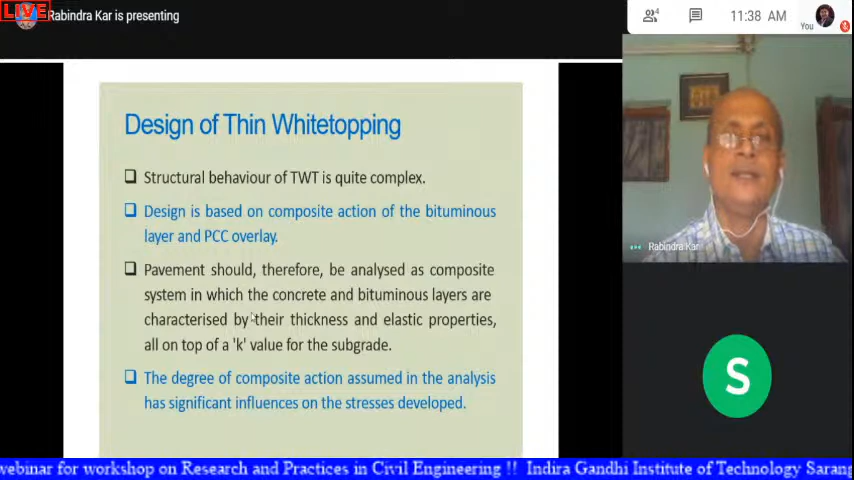 LIVE
Rabindra Kar is presenting
4
11:38 AM
You
Design of Thin Whitetopping
Structural behaviour of TWT is quite complex.
Design is based on composite action of the bituminous
layer and PCC overlay.
Pavement should, therefore, be analysed as composite
system in which the concrete and bituminous layers are
characterised by their thickness and elastic properties,
all on top of a 'k' value for the subgrade.
The degree of composite action assumed in the analysis
has significant influences on the stresses developed.
Rabindra Kar
S
webinar for workshop on Research and Practices in Civil Engineering !! Indira Gandhi Institute of Technology Sarang